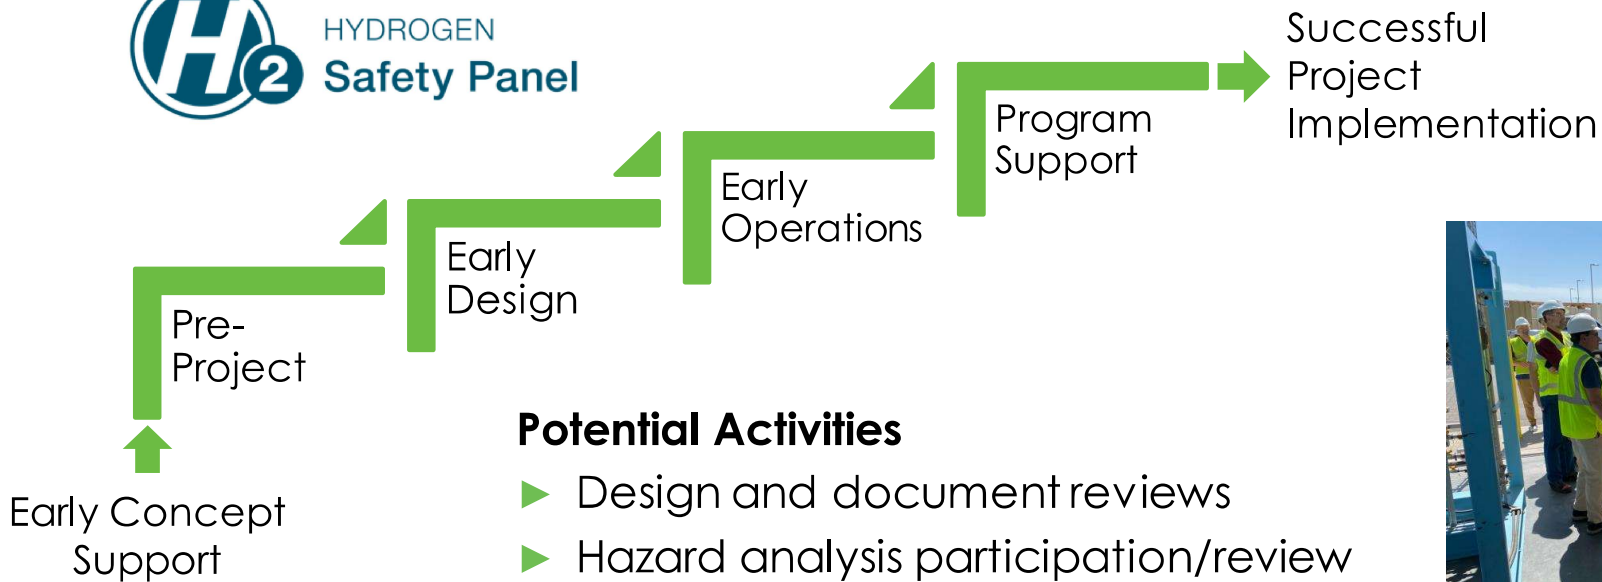 H2
HYDROGEN
Safety Panel
Successful
Project
Implementation
Program
Support
Early
Operations
Early
Design
Pre-
Project
Early Concept
Support
Potential Activities
► Design and document reviews
► Hazard analysis participation/review